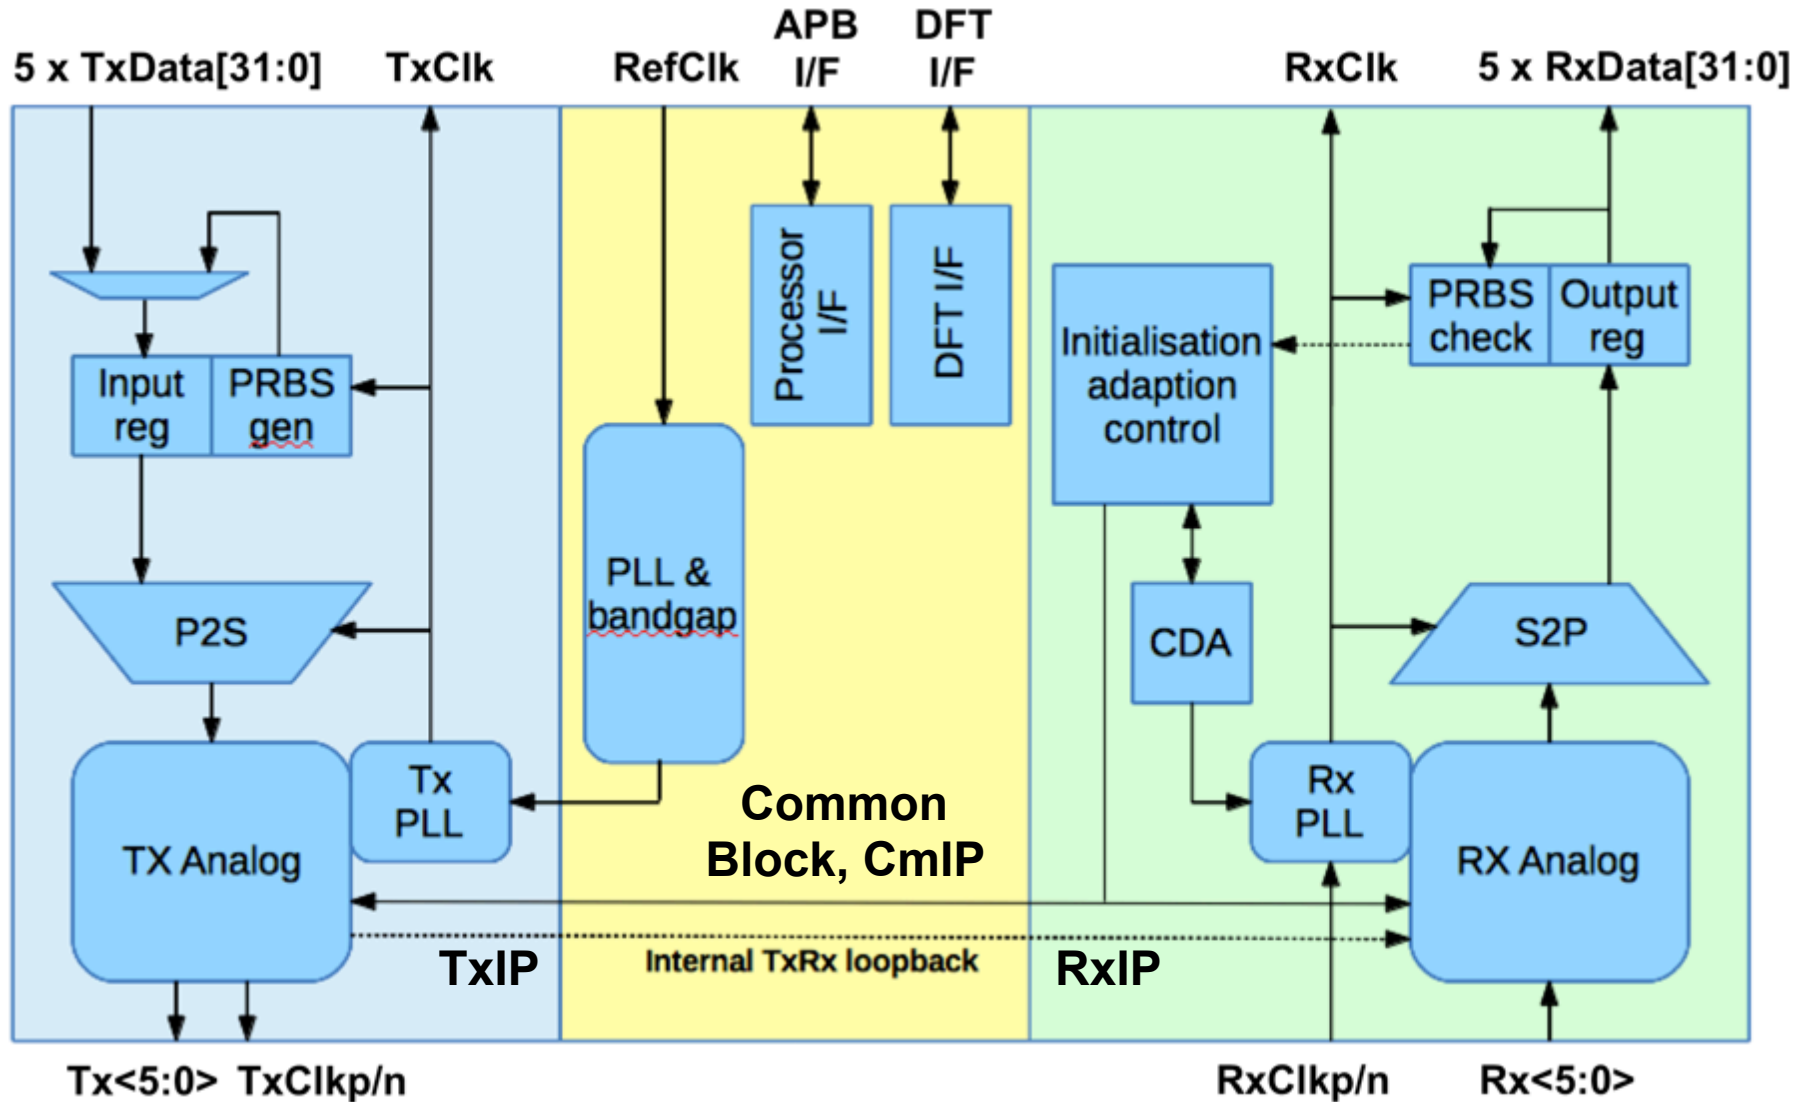 APB
DFT
5 x TxData[31:0]
TxClk
RefClk
I/F
I/F
RxClk
5 x RxData[31:0]
Input
reg
PRBS
gen
P2S
TX Analog
Tx
PLL
TxIP
Tx<5:0>
TxClkp/n
Processor
I/F
DFT I/F
PLL &
bandgap
Common
Block, CmIP
Internal TxRx loopback
Initialisation
adaption
control
PRBS
check
Output
reg
CDA
S2P
Rx
PLL
RX Analog
RxIP
RxClkp/n
Rx<5:0>